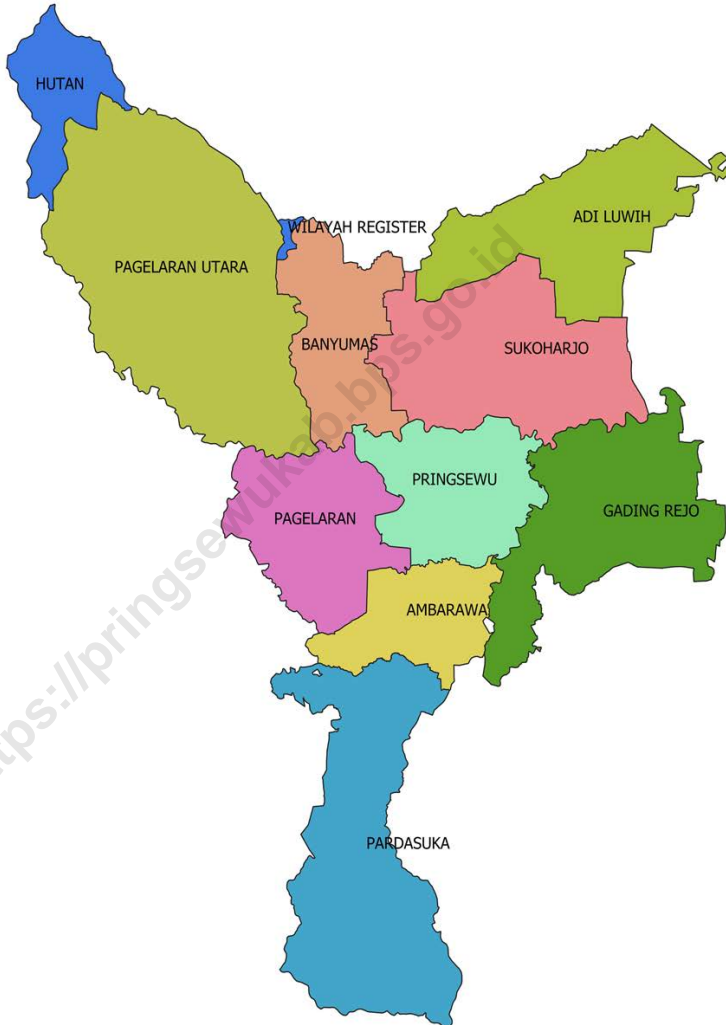 HUTAN
ADI LUWIH
WILAYAH REGISTER
PAGELARAN UTARA
BANYUMAS
SUKOHARJO
PRINGSEWU
GADING REJO
PAGELARAN
AMBARAWA
PARDASUKA
tps://pringsewukab.bps.go.id